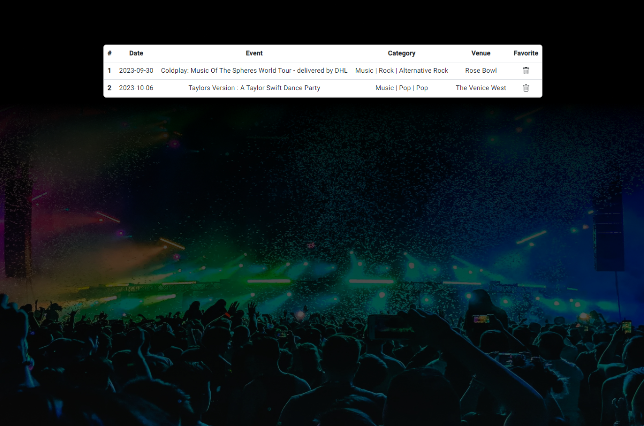 # Date Event Category Venue Favorite
1 2023-09-30 Coldplay: Music Of The Spheres World Tour - delivered by DHL Music | Rock | Alternative Rock Rose Bowl
2 2023-10-06 Taylors Version : A Taylor Swift Dance Party Music | Pop | Pop The Venice West